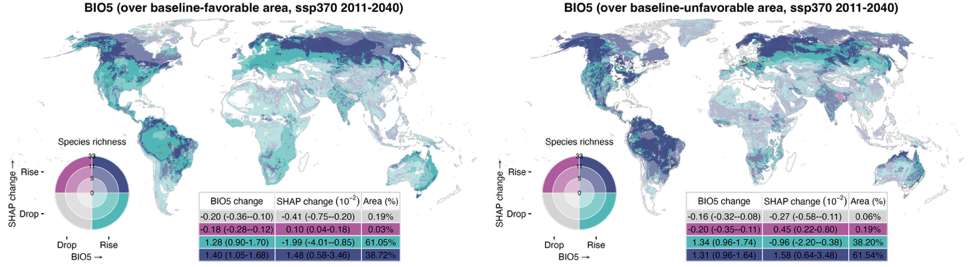 BIO5 (over baseline-favorable area, ssp370 2011-2040)
Species richness
33
11
5
0
SHAP change →
Rise
Drop
Drop
Rise
BIO5 →
BIO5 change SHAP change (10⁻²) Area (%)
-0.20 (-0.36--0.10) -0.41 (-0.75--0.20) 0.19%
-0.18 (-0.28--0.12) 0.10 (0.04-0.18) 0.03%
1.28 (0.90-1.70) -1.99 (-4.01--0.85) 61.05%
1.40 (1.05-1.68) 1.48 (0.58-3.46) 38.72%
BIO5 (over baseline-unfavorable area, ssp370 2011-2040)
Species richness
0
SHAP change →
Rise
Drop
Drop
Rise
BIO5 →
BIO5 change SHAP change (10⁻²) Area (%)
-0.16 (-0.32--0.08) -0.27 (-0.58--0.11) 0.06%
-0.20 (-0.35--0.11) 0.45 (0.22-0.80) 0.19%
1.34 (0.96-1.74) -0.96 (-2.20--0.38) 38.20%
1.31 (0.96-1.64) 1.58 (0.64-3.48) 61.54%